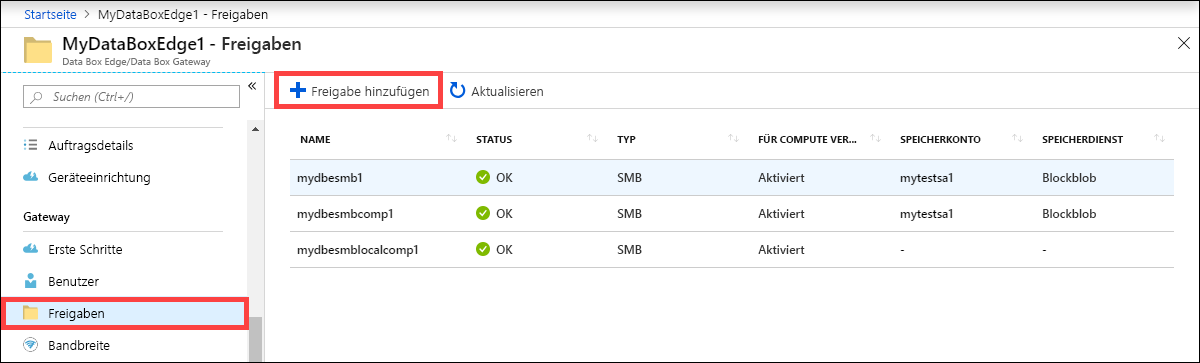 Startseite > MyDataBoxEdge1 - Freigaben
MyDataBoxEdge1 - Freigaben
Data Box Edge/Data Box Gateway
Suchen (Ctrl+/)
Auftragsdetails
Geräteeinrichtung
Gateway
Erste Schritte
Benutzer
Freigaben
Bandbreite
Freigabe hinzufügen Aktualisieren
NAME STATUS TYP FÜR COMPUTE VER... SPEICHERKONTO SPEICHERDIENST
mydbesmb1 OK SMB Aktiviert mytestsa1 Blockblob
mydbesmbcomp1 OK SMB Aktiviert mytestsa1 Blockblob
mydbesmblocalcomp1 OK SMB Aktiviert - -